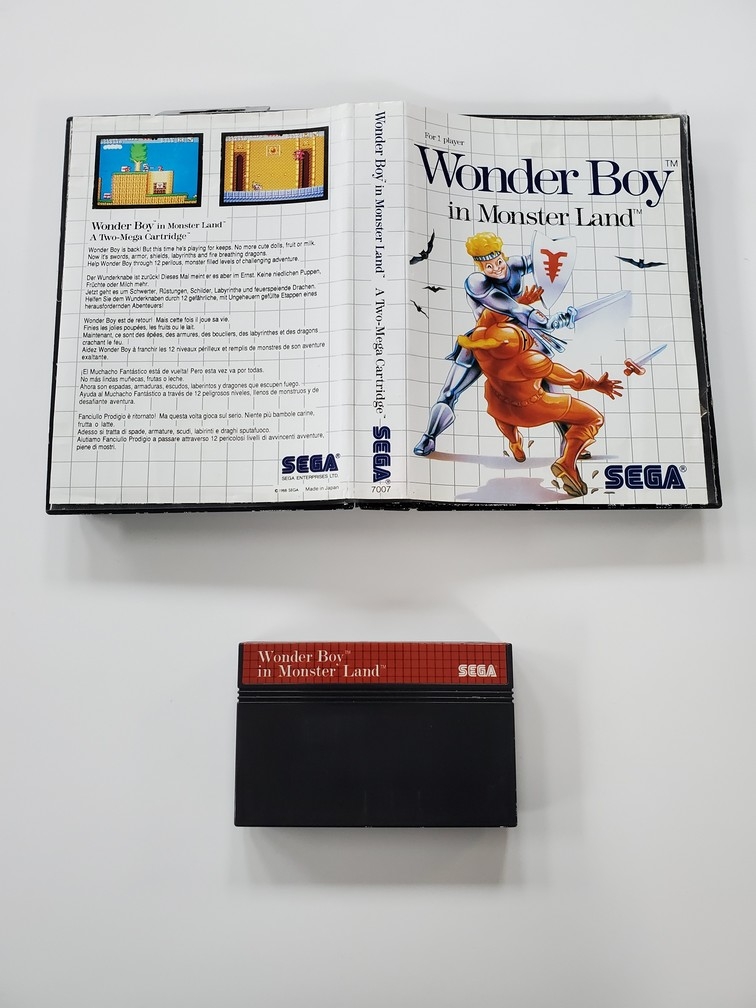 Wonder Boy™ in Monster Land™
A Two-Mega Cartridge™
Wonder Boy is back! But this time he's playing for keeps. No more cute dolls, fruit or milk.
Now it's swords, armor, shields, labyrinths and fire breathing dragons.
Help Wonder Boy through 12 perilous, monster filled levels of challenging adventure.
Der Wunderknabe ist zurück! Dieses Mal meint er es aber im Ernst. Keine niedlichen Puppen,
Früchte oder Milch mehr.
Jetzt geht es um Schwerter, Rüstungen, Schilder, Labyrinthe und feuerspeiende Drachen.
Helfen Sie dem Wunderknaben durch 12 gefährliche, mit Ungeheuern gefüllte Etappen eines
herausfordernden Abenteuers!
Wonder Boy est de retour! Mais cette fois il joue sa vie.
Finies les jolies poupées, les fruits ou le lait.
Maintenant, ce sont des épées, des armures, des boucliers, des labyrinthes et des dragons
crachant le feu.
Aidez Wonder Boy à franchir les 12 niveaux périlleux et remplis de monstres de son aventure
exaltante.
¡El Muchacho Fantástico está de vuelta! Pero esta vez va por todas.
No más lindas muñecas, frutas o leche.
Ahora son espadas, armaduras, escudos, laberintos y dragones que escupen fuego.
Ayuda al Muchacho Fantástico a través de 12 peligrosos niveles, llenos de monstruos y de
desafiante aventura.
Fanciullo Prodigio è ritornato! Ma questa volta gioca sul serio. Niente più bambole carine,
frutta o latte.
Adesso si tratta di spade, armature, scudi, labirinti e draghi sputafuoco.
Aiutiamo Fanciullo Prodigio a passare attraverso 12 pericolosi livelli di avvincenti avventure,
piene di mostri.
SEGA®
SEGA ENTERPRISES LTD.
© 1988 SEGA Made in Japan
Wonder Boy™ in Monster Land™ A Two-Mega Cartridge™
SEGA®
7007
For 1 player
Wonder Boy™
in Monster Land™
SEGA®
Wonder Boy™
in Monster Land™
SEGA